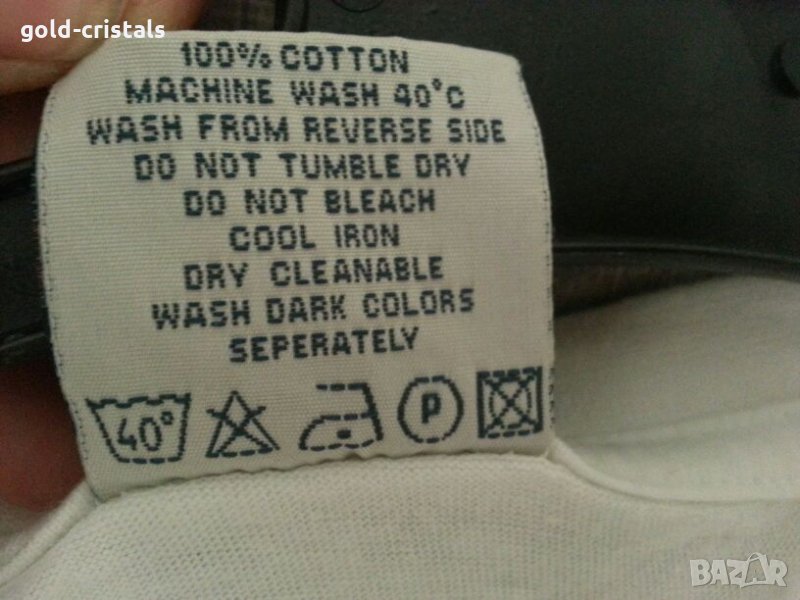 gold-cristals
100% COTTON
MACHINE WASH 40°C
WASH FROM REVERSE SIDE
DO NOT TUMBLE DRY
DO NOT BLEACH
COOL IRON
DRY CLEANABLE
WASH DARK COLORS
SEPERATELY
40° P
BAZAR